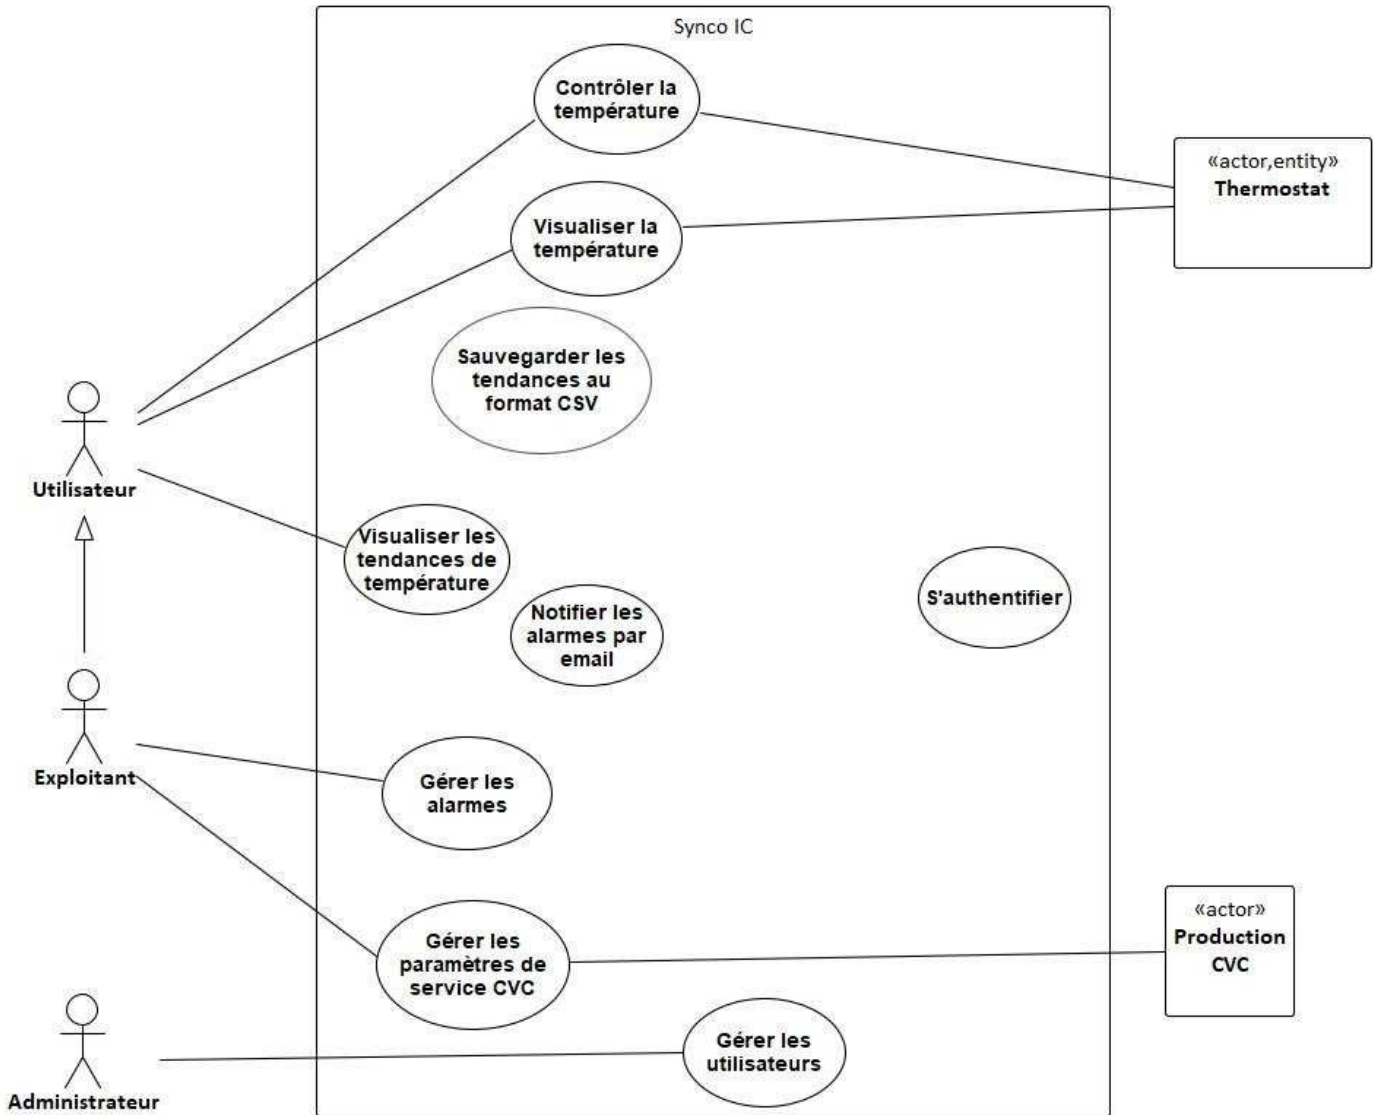 Synco IC
Contrôler la
température
«actor,entity»
Thermostat
Visualiser la
température
Sauvegarder les
tendances au
format CSV
Utilisateur
Visualiser les
tendances de
température
S'authentifier
Notifier les
alarmes par
email
Exploitant
Gérer les
alarmes
«actor»
Production
CVC
Gérer les
paramètres de
service CVC
Gérer les
utilisateurs
Administrateur